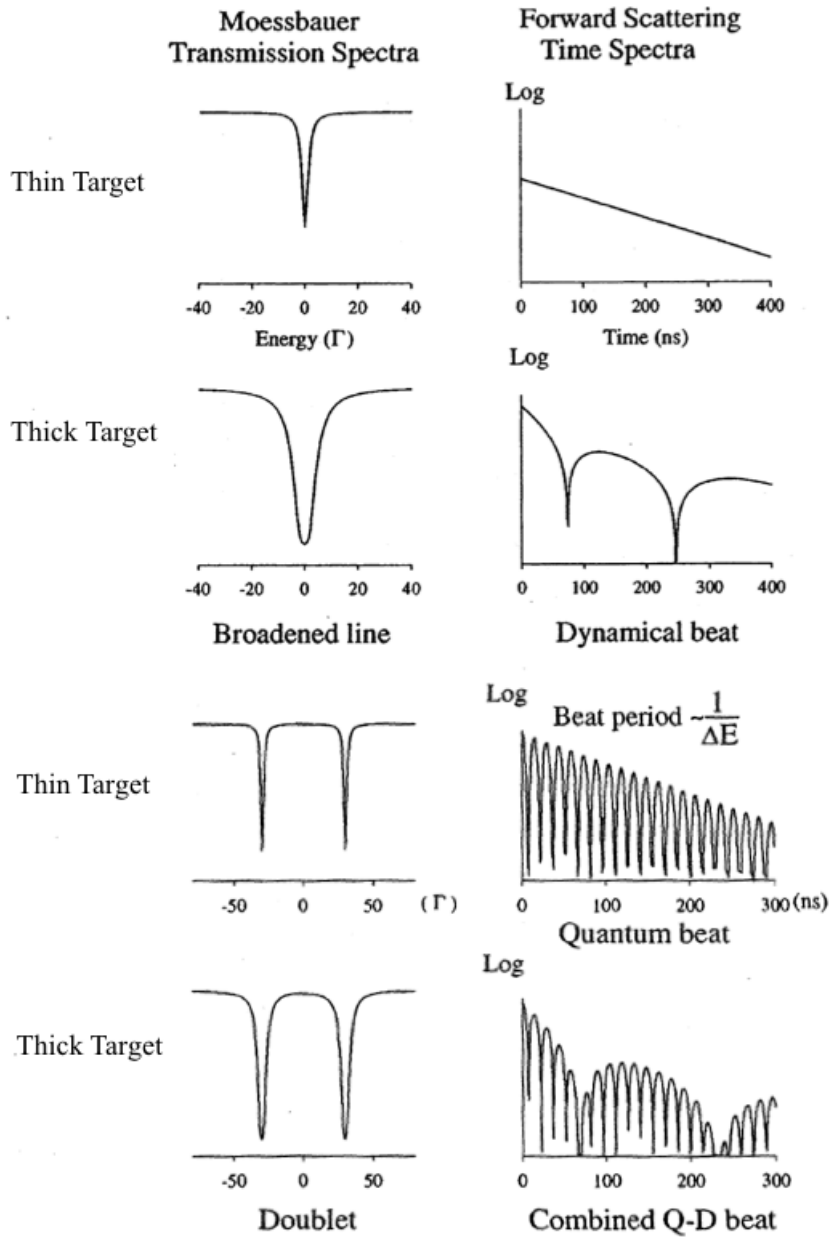 Moessbauer
Transmission Spectra
Forward Scattering
Time Spectra
Thin Target
Log
-40 -20 0 20 40
Energy (Γ)
0 100 200 300 400
Time (ns)
Thick Target
Log
-40 -20 0 20 40
Broadened line
0 100 200 300 400
Dynamical beat
Thin Target
Log
Beat period ~ 1/ΔE
-50 0 50 (Γ)
0 100 200 300 (ns)
Quantum beat
Thick Target
Log
-50 0 50
Doublet
0 100 200 300
Combined Q-D beat